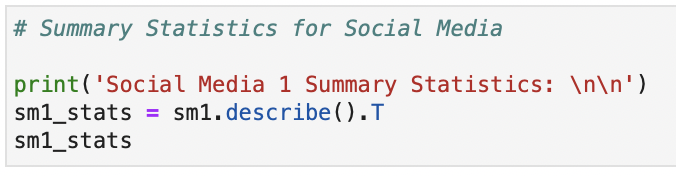 # Summary Statistics for Social Media
print('Social Media 1 Summary Statistics: \n\n')
sm1_stats = sm1.describe().T
sm1_stats